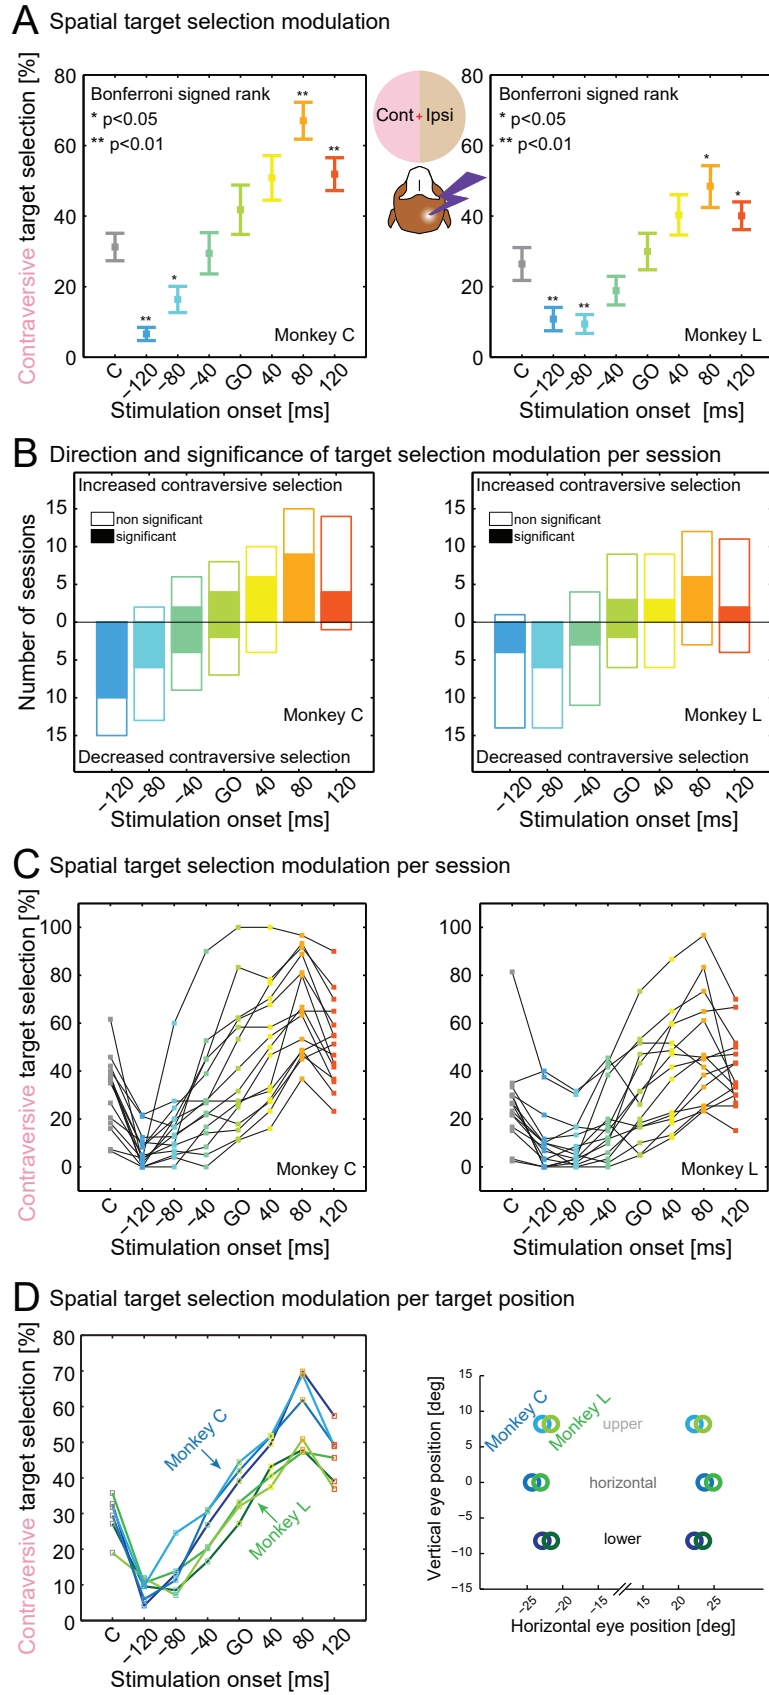 A Spatial target selection modulation
Contraversive target selection [%]
80
60
40
20
0
Bonferroni signed rank
* p<0.05
** p<0.01
**
*
**
**
Monkey C
C
−120
−80
−40
GO
40
80
120
Stimulation onset [ms]
Cont + Ipsi
80
60
40
20
0
Bonferroni signed rank
* p<0.05
** p<0.01
**
**
*
*
Monkey L
C
−120
−80
−40
GO
40
80
120
Stimulation onset [ms]
B Direction and significance of target selection modulation per session
Number of sessions
15
10
5
0
5
10
15
Increased contraversive selection
non significant
significant
Monkey C
Decreased contraversive selection
−120
−80
−40
GO
40
80
120
Stimulation onset [ms]
15
10
5
0
5
10
15
Increased contraversive selection
non significant
significant
Monkey L
Decreased contraversive selection
−120
−80
−40
GO
40
80
120
Stimulation onset [ms]
C Spatial target selection modulation per session
Contraversive target selection [%]
100
80
60
40
20
0
Monkey C
C
−120
−80
−40
GO
40
80
120
Stimulation onset [ms]
100
80
60
40
20
0
Monkey L
C
−120
−80
−40
GO
40
80
120
Stimulation onset [ms]
D Spatial target selection modulation per target position
Contraversive target selection [%]
80
70
60
50
40
30
20
10
0
Monkey C
Monkey L
C
−120
−80
−40
GO
40
80
120
Stimulation onset [ms]
Vertical eye position [deg]
15
10
5
0
−5
−10
−15
Monkey C
Monkey L
upper
horizontal
lower
−25
−20
−15
15
20
25
Horizontal eye position [deg]